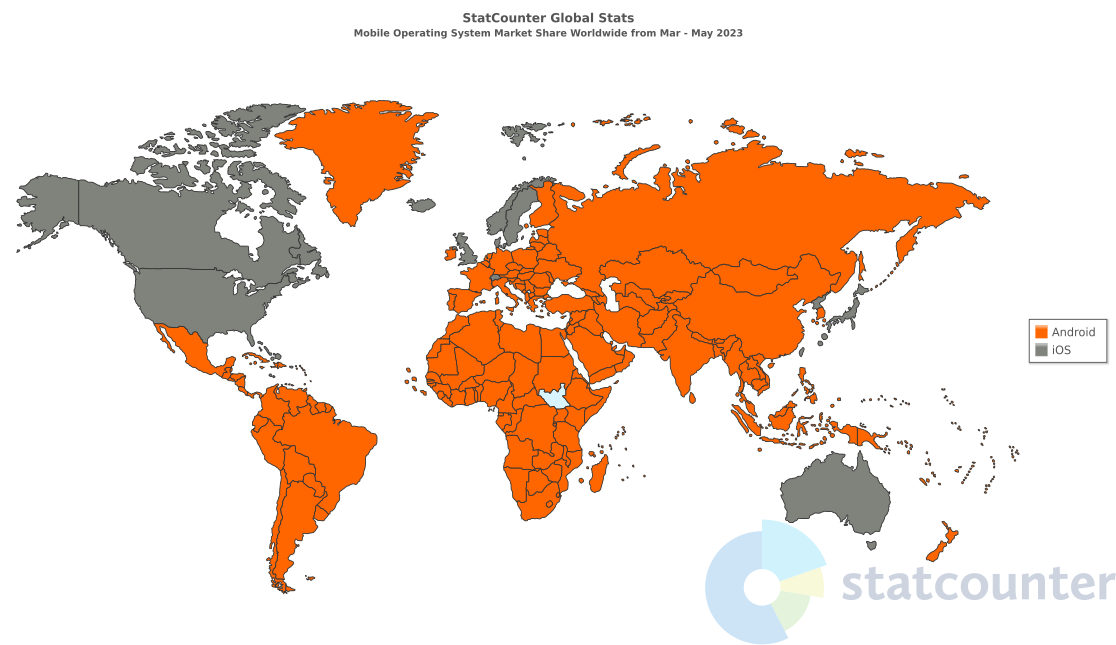 StatCounter Global Stats
Mobile Operating System Market Share Worldwide from Mar - May 2023
Android
iOS
statcounter